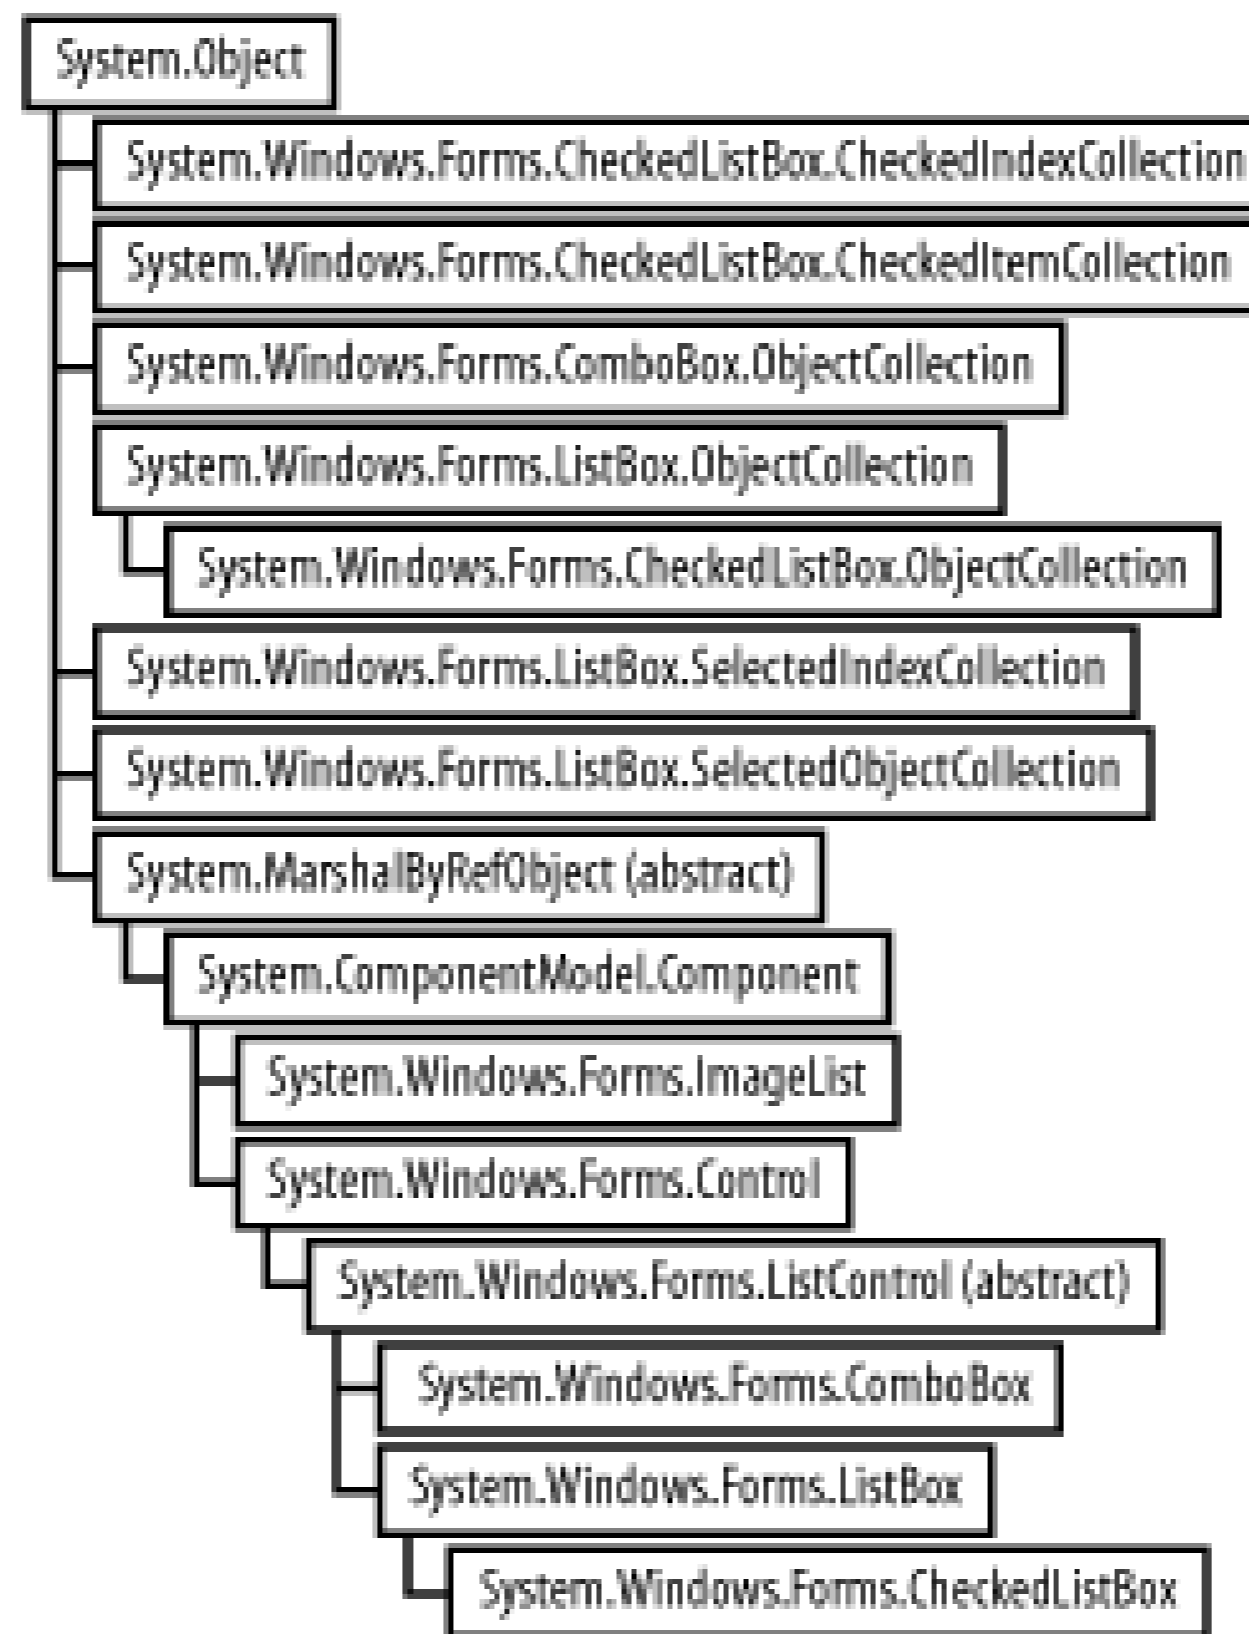 System.Object
System.Windows.Forms.CheckedListBox.CheckedIndexCollection
System.Windows.Forms.CheckedListBox.CheckedItemCollection
System.Windows.Forms.ComboBox.ObjectCollection
System.Windows.Forms.ListBox.ObjectCollection
System.Windows.Forms.CheckedListBox.ObjectCollection
System.Windows.Forms.ListBox.SelectedIndexCollection
System.Windows.Forms.ListBox.SelectedObjectCollection
System.MarshalByRefObject (abstract)
System.ComponentModel.Component
System.Windows.Forms.ImageList
System.Windows.Forms.Control
System.Windows.Forms.ListControl (abstract)
System.Windows.Forms.ComboBox
System.Windows.Forms.ListBox
System.Windows.Forms.CheckedListBox